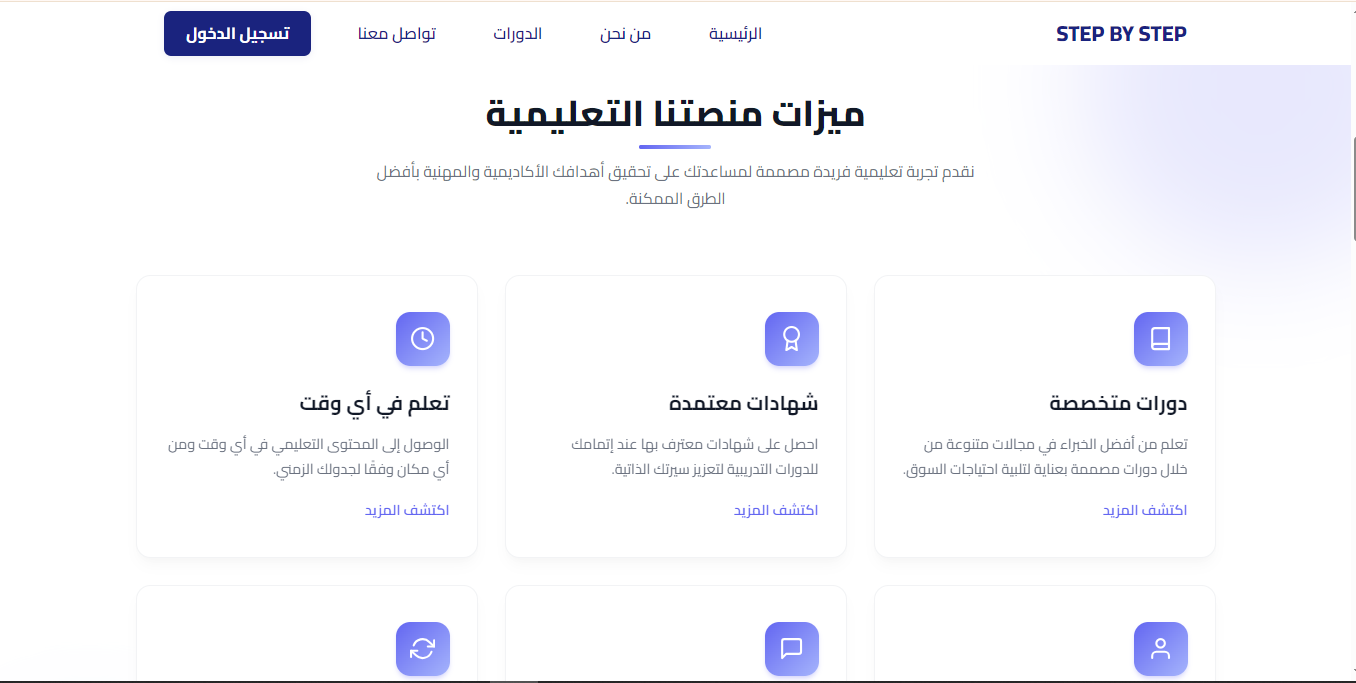 STEP BY STEP
الرئيسية
من نحن
الدورات
تواصل معنا
تسجيل الدخول
ميزات منصتنا التعليمية
نقدم تجربة تعليمية فريدة مصممة لمساعدتك على تحقيق أهدافك الأكاديمية والمهنية بأفضل
الطرق الممكنة.
دورات متخصصة
تعلم من أفضل الخبراء في مجالات متنوعة من
خلال دورات مصممة بعناية لتلبية احتياجات السوق.
اكتشف المزيد
شهادات معتمدة
احصل على شهادات معترف بها عند إتمامك
للدورات التدريبية لتعزيز سيرتك الذاتية.
اكتشف المزيد
تعلم في أي وقت
الوصول إلى المحتوى التعليمي في أي وقت ومن
أي مكان وفقًا لجدولك الزمني.
اكتشف المزيد